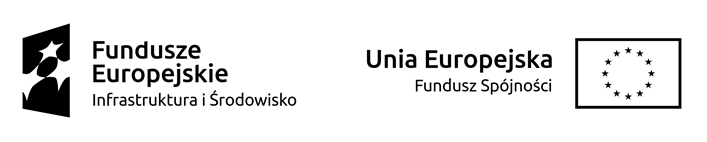 Fundusze
Europejskie
Infrastruktura i Środowisko
Unia Europejska
Fundusz Spójności